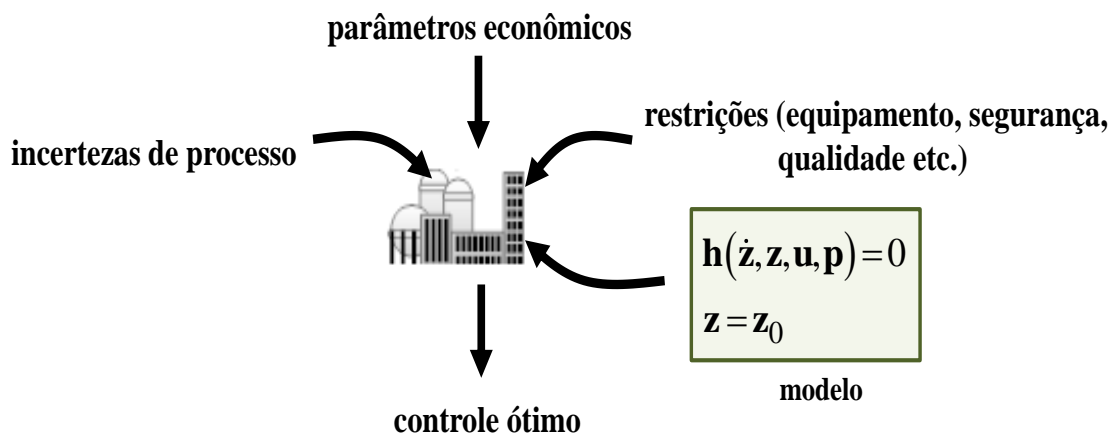 parâmetros econômicos
restrições (equipamento, segurança,
qualidade etc.)
incertezas de processo
h(ż, z, u, p) = 0
z = z₀
modelo
controle ótimo